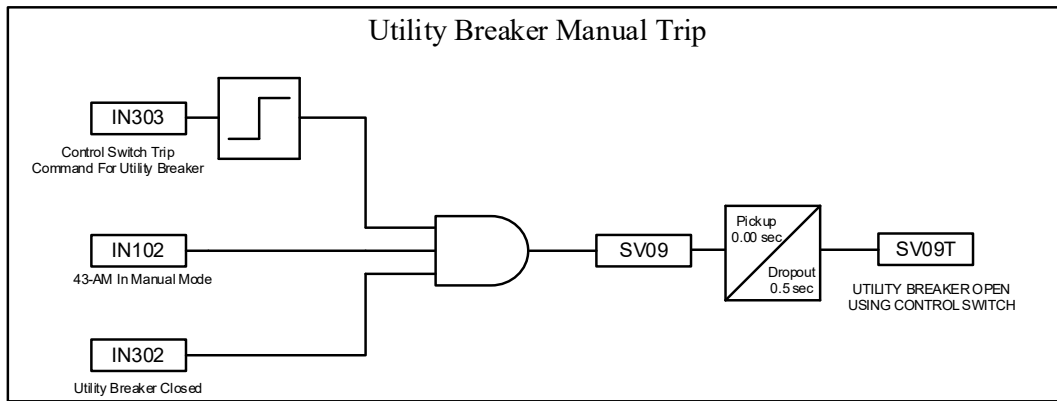 Utility Breaker Manual Trip
IN303
Control Switch Trip
Command For Utility Breaker
IN102
43-AM In Manual Mode
IN302
Utility Breaker Closed
SV09
Pickup
0.00 sec
Dropout
0.5 sec
SV09T
UTILITY BREAKER OPEN
USING CONTROL SWITCH